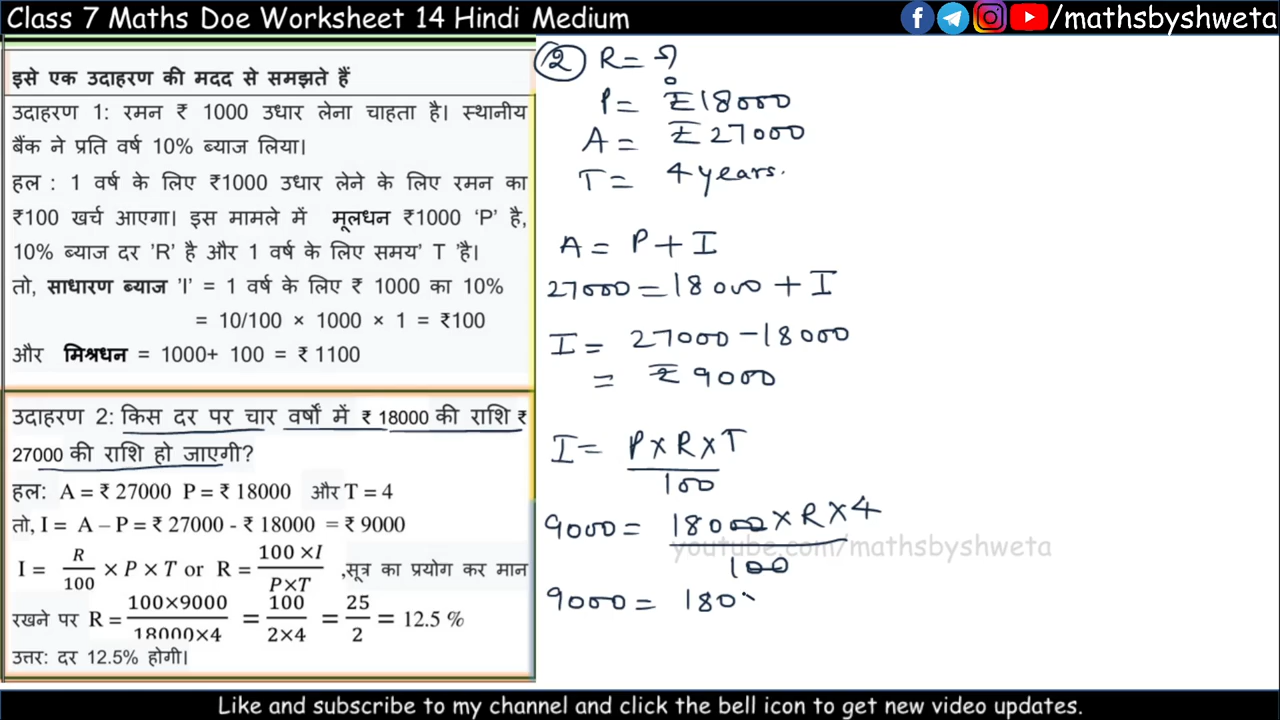 Class 7 Maths Doe Worksheet 14 Hindi Medium
/mathsbyshweta
इसे एक उदाहरण की मदद से समझते हैं
उदाहरण 1: रमन ₹ 1000 उधार लेना चाहता है। स्थानीय
बैंक ने प्रति वर्ष 10% ब्याज लिया।
हल : 1 वर्ष के लिए ₹1000 उधार लेने के लिए रमन का
₹100 खर्च आएगा। इस मामले में मूलधन ₹1000 ‘P’ है,
10% ब्याज दर ’R’ है और 1 वर्ष के लिए समय’ T ’है।
तो, साधारण ब्याज 'I’ = 1 वर्ष के लिए ₹ 1000 का 10%
= 10/100 × 1000 × 1 = ₹100
और मिश्रधन = 1000+ 100 = ₹ 1100
उदाहरण 2: किस दर पर चार वर्षों में ₹ 18000 की राशि ₹
27000 की राशि हो जाएगी?
हल: A = ₹ 27000 P = ₹ 18000 और T = 4
तो, I = A – P = ₹ 27000 - ₹ 18000 = ₹ 9000
I = R/100 × P × T or R = 100 ×I/P×T ,सूत्र का प्रयोग कर मान
रखने पर R = 100×9000/18000×4 = 100/2×4 = 25/2 = 12.5 %
उत्तर: दर 12.5% होगी।
2 R = ?
P = ₹18000
A = ₹27000
T = 4 years.
A = P + I
27000 = 18000 + I
I = 27000 - 18000
= ₹ 9000
I = P×R×T/100
9000 = 18000×R×4/100
youtube.com/mathsbyshweta
9000 = 180
Like and subscribe to my channel and click the bell icon to get new video updates.